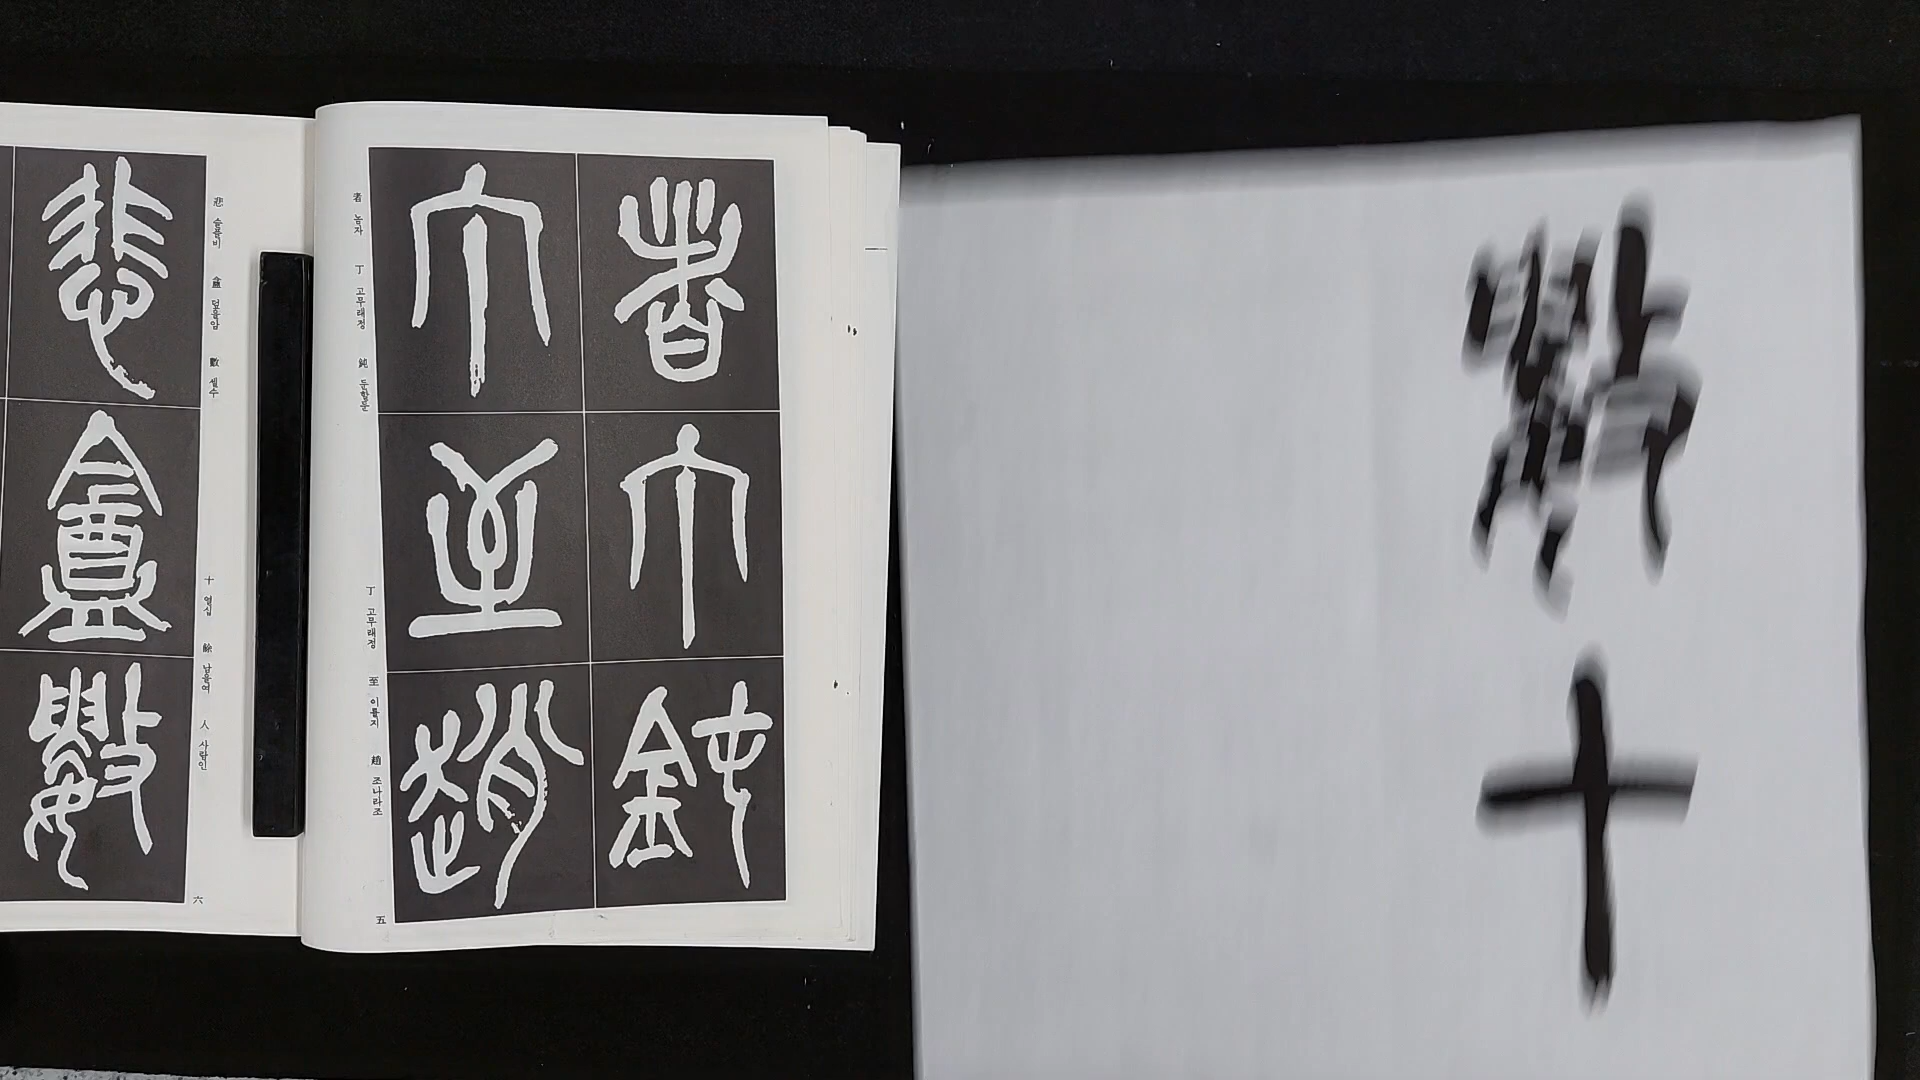 數十
者丁鈍
丁至趙
者 놈자 丁 고무래정 鈍 둔할둔
丁 고무래정 至 이를지 趙 조나라조
五
悲盦數
悲 슬플비 盦 덮을암 數 셀수
十 열십 餘 남을여 人 사람인
六